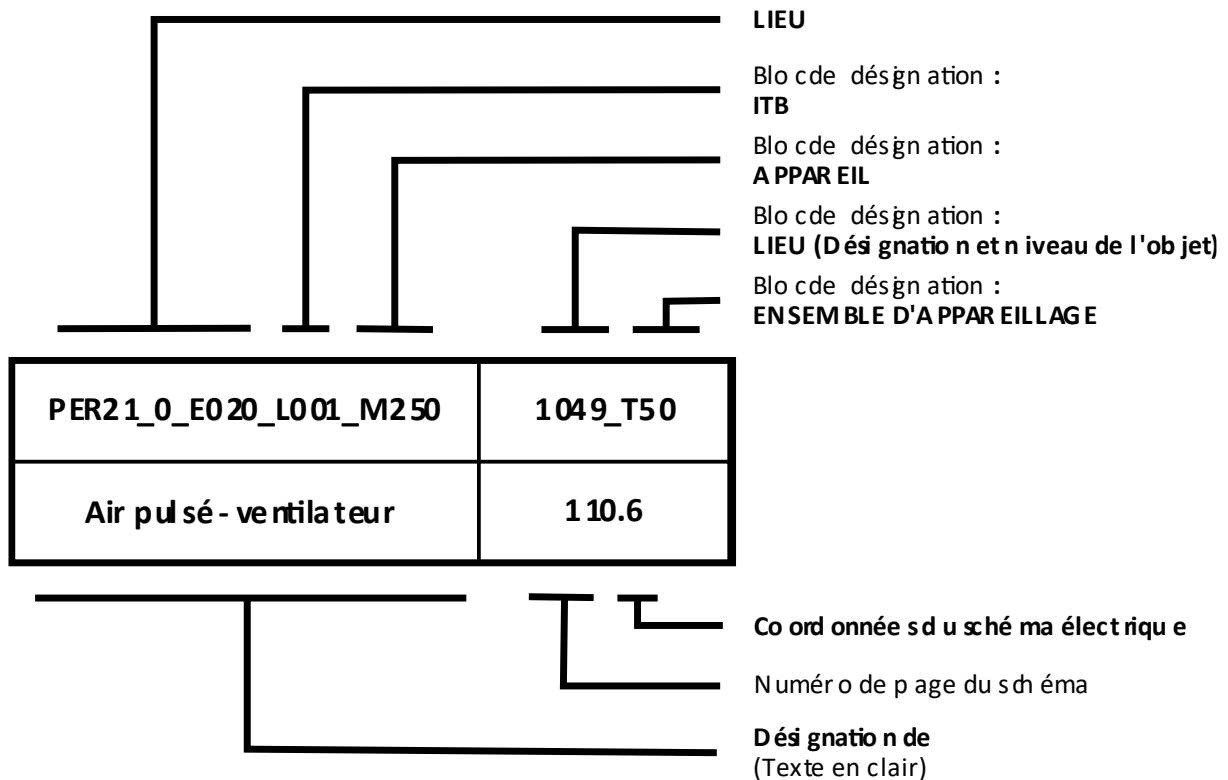 LIEU
Bloc de désignation :
ITB
Bloc de désignation :
APPAREIL
Bloc de désignation :
LIEU (Désignation et niveau de l'objet)
Bloc de désignation :
ENSEMBLE D'APPAREILLAGE
PER21_0_E020_L001_M250 1049_T50
Air pulsé - ventilateur 110.6
Coordonnées du schéma électrique
Numéro de page du schéma
Désignation de
(Texte en clair)